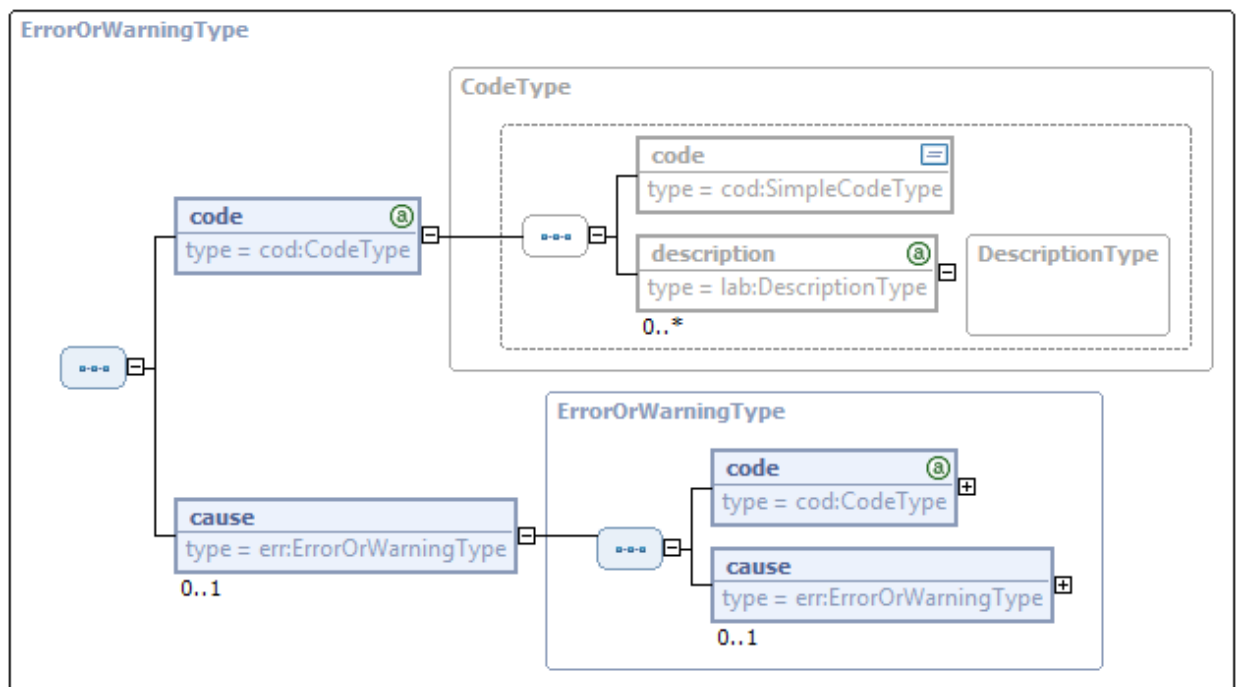 ErrorOrWarningType
CodeType
code
type = cod:SimpleCodeType
code
type = cod:CodeType
description
type = lab:DescriptionType
0..*
DescriptionType
ErrorOrWarningType
code
type = cod:CodeType
cause
type = err:ErrorOrWarningType
0..1
cause
type = err:ErrorOrWarningType
0..1